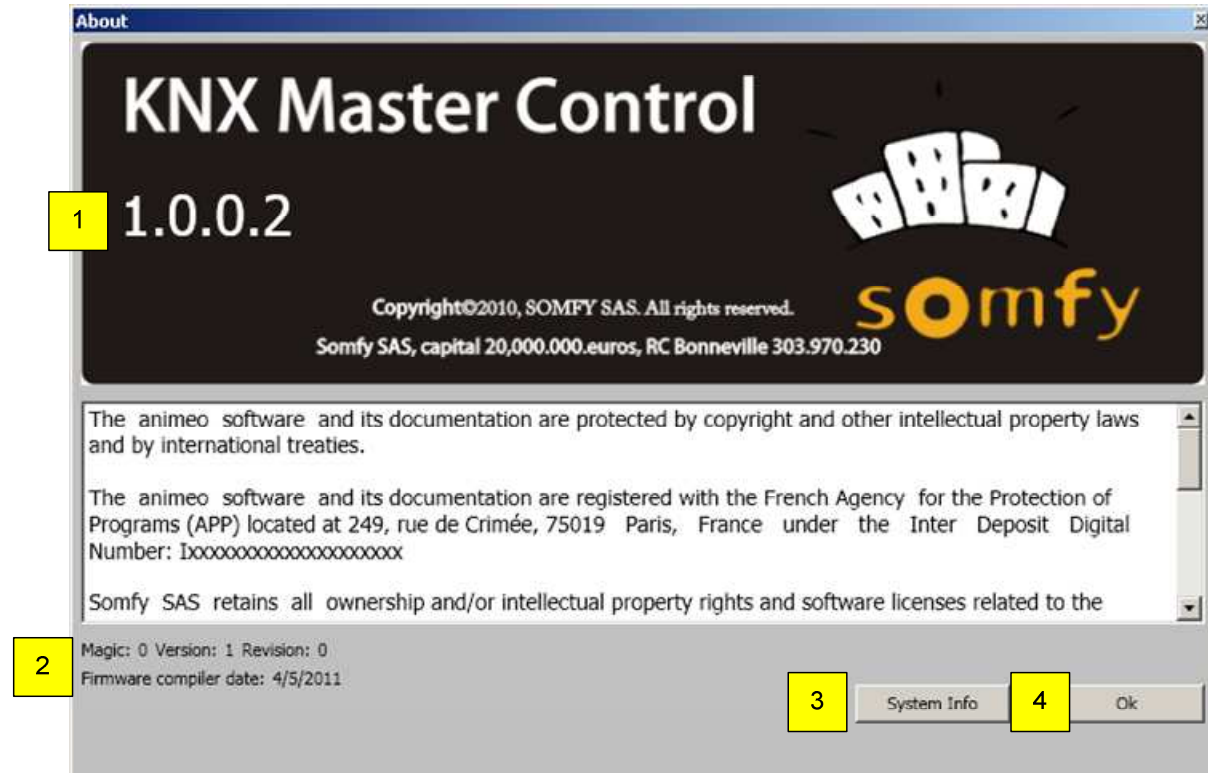 About
KNX Master Control
1
1.0.0.2
somfy
Copyright©2010, SOMFY SAS. All rights reserved.
Somfy SAS, capital 20,000.000.euros, RC Bonneville 303.970.230
The animeo software and its documentation are protected by copyright and other intellectual property laws
and by international treaties.
The animeo software and its documentation are registered with the French Agency for the Protection of
Programs (APP) located at 249, rue de Crimée, 75019 Paris, France under the Inter Deposit Digital
Number: Ixxxxxxxxxxxxxxxxxxxx
Somfy SAS retains all ownership and/or intellectual property rights and software licenses related to the
2
Magic: 0 Version: 1 Revision: 0
Firmware compiler date: 4/5/2011
3
System Info
4
Ok